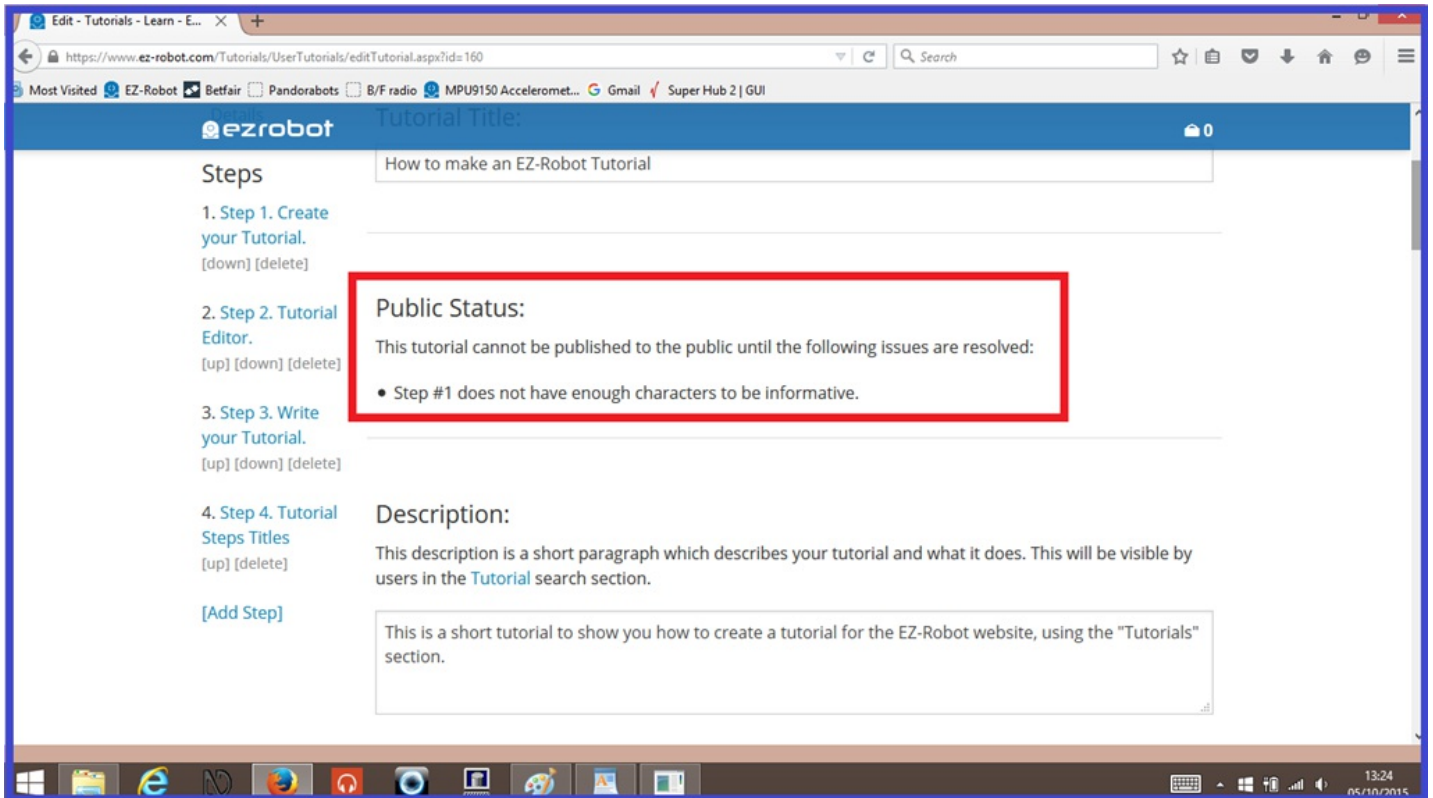 Edit - Tutorials - Learn - E...
https://www.ez-robot.com/Tutorials/UserTutorials/editTutorial.aspx?id=160
Search
Most Visited EZ-Robot Betfair Pandorabots B/F radio MPU9150 Acceleromet... Gmail Super Hub 2 | GUI
Details
Tutorial Title:
ezrobot
0
How to make an EZ-Robot Tutorial
Steps
1. Step 1. Create
your Tutorial.
[down] [delete]
2. Step 2. Tutorial
Editor.
[up] [down] [delete]
3. Step 3. Write
your Tutorial.
[up] [down] [delete]
4. Step 4. Tutorial
Steps Titles
[up] [delete]
[Add Step]
Public Status:
This tutorial cannot be published to the public until the following issues are resolved:
• Step #1 does not have enough characters to be informative.
Description:
This description is a short paragraph which describes your tutorial and what it does. This will be visible by
users in the Tutorial search section.
This is a short tutorial to show you how to create a tutorial for the EZ-Robot website, using the "Tutorials"
section.
13:24
05/10/2015